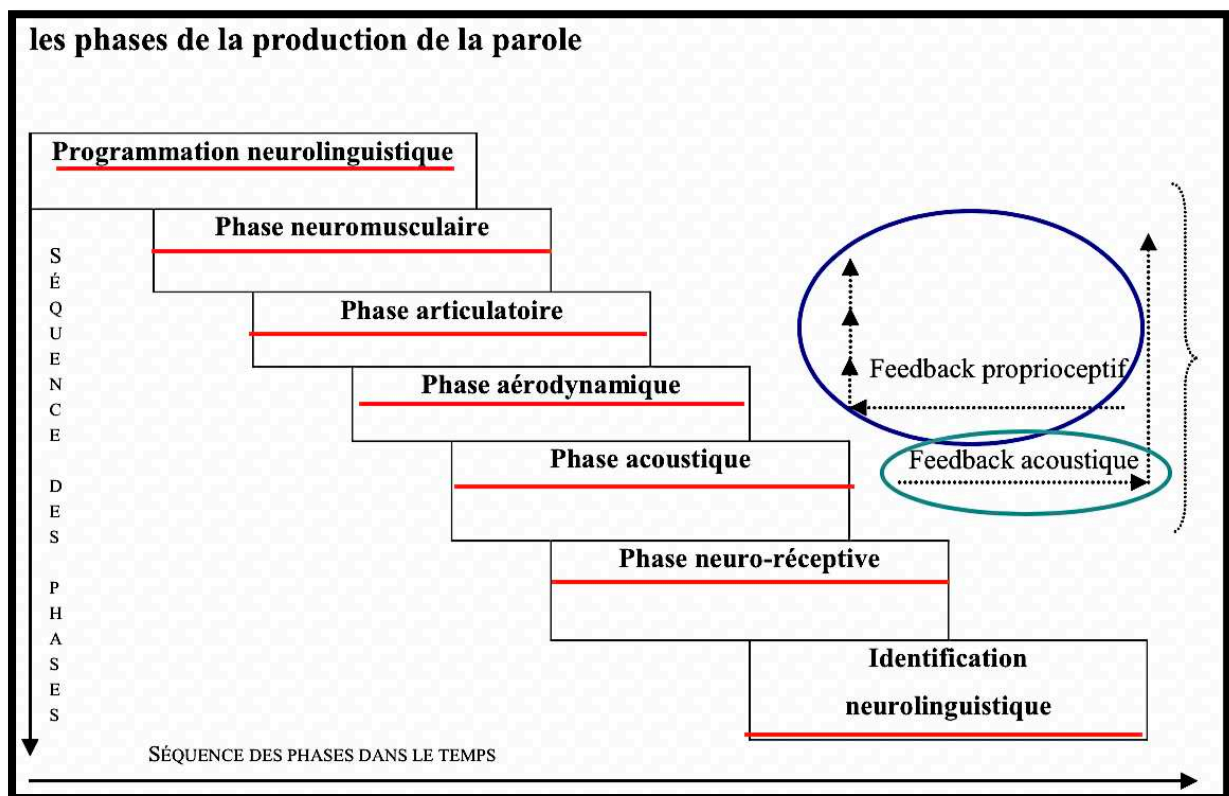 les phases de la production de la parole
Programmation neurolinguistique
Phase neuromusculaire
Phase articulatoire
Phase aérodynamique
Phase acoustique
Phase neuro-réceptive
Identification
neurolinguistique
Feedback proprioceptif
Feedback acoustique
SÉQUENCE DES PHASES
SÉQUENCE DES PHASES DANS LE TEMPS